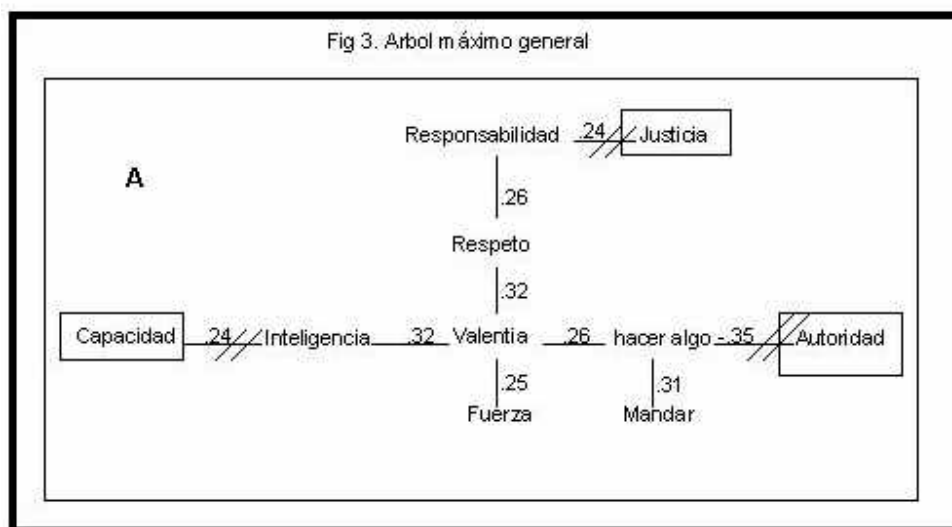 Fig 3. Arbol máximo general
Responsabilidad .24 Justicia
A
.26
Respeto
.32
Capacidad .24 Inteligencia .32 Valentia .26 hacer algo -.35 Autoridad
.25 .31
Fuerza Mandar